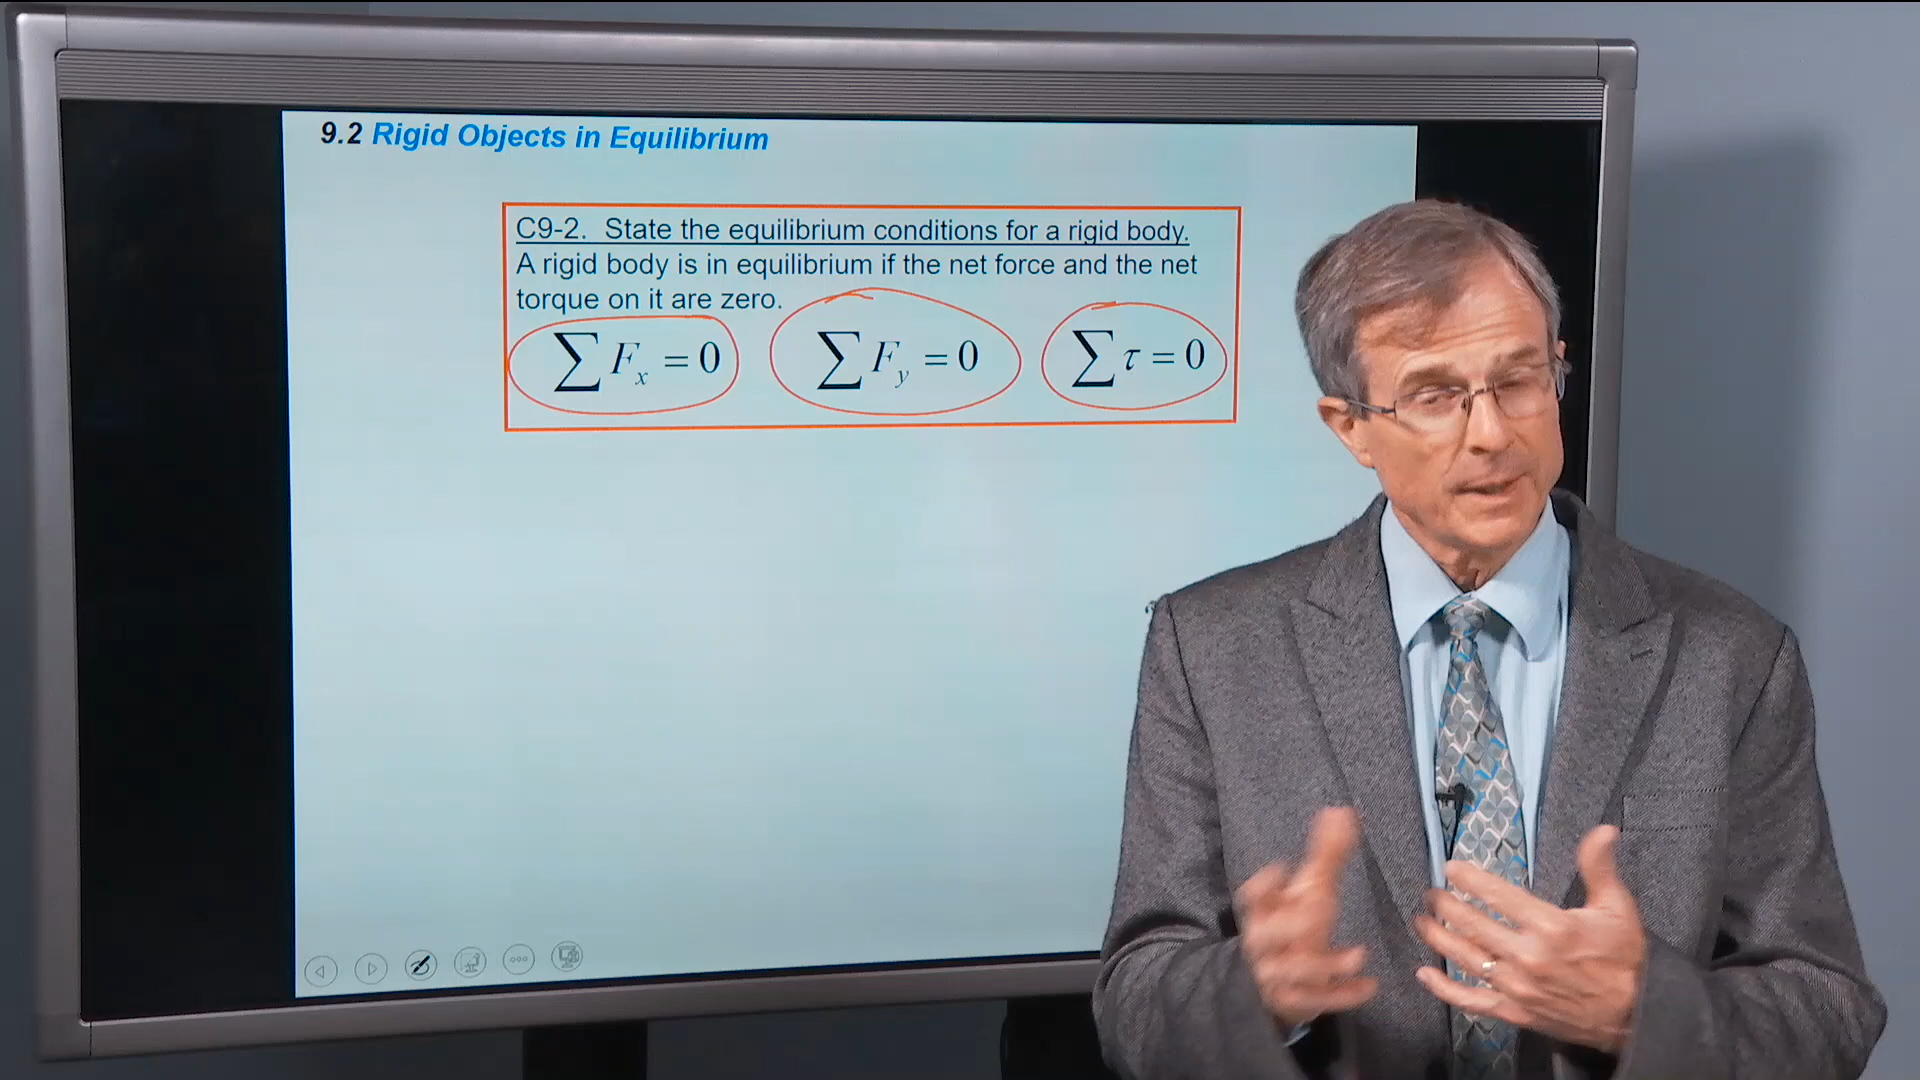 9.2 Rigid Objects in Equilibrium
C9-2. State the equilibrium conditions for a rigid body.
A rigid body is in equilibrium if the net force and the net
torque on it are zero.
∑ Fₓ = 0 ∑ F_y = 0 ∑ τ = 0